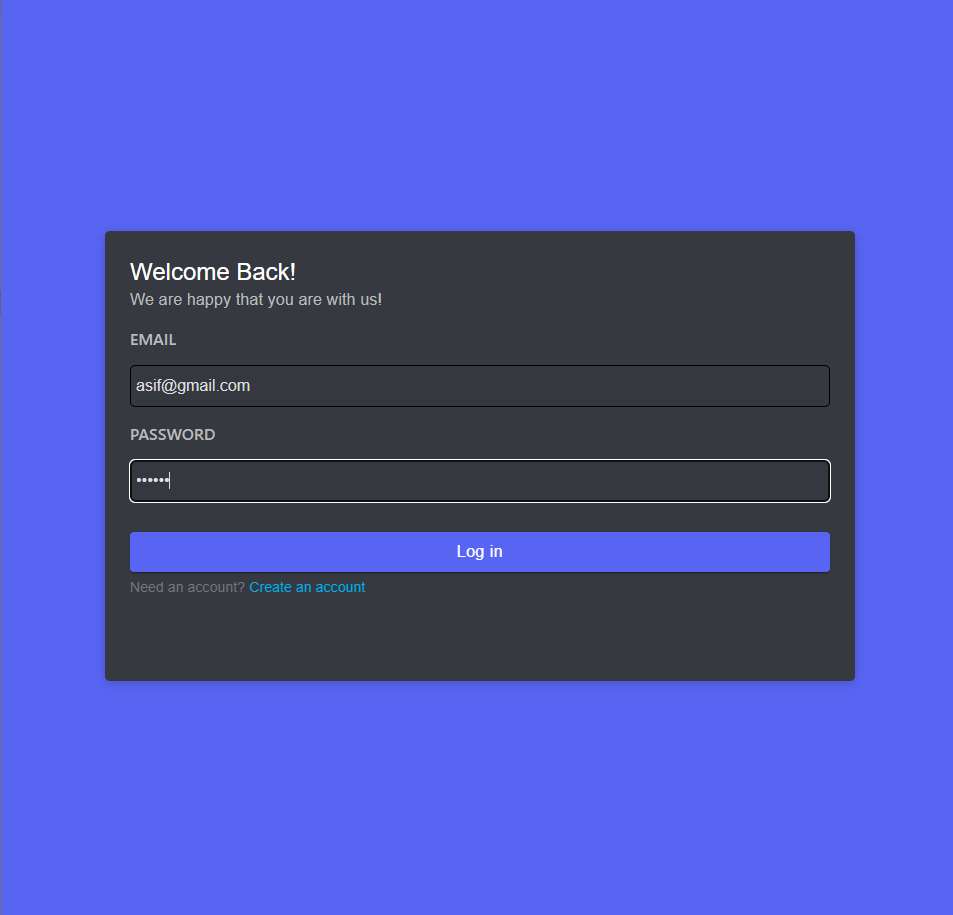 Welcome Back!
We are happy that you are with us!
EMAIL
asif@gmail.com
PASSWORD
••••••
Log in
Need an account? Create an account